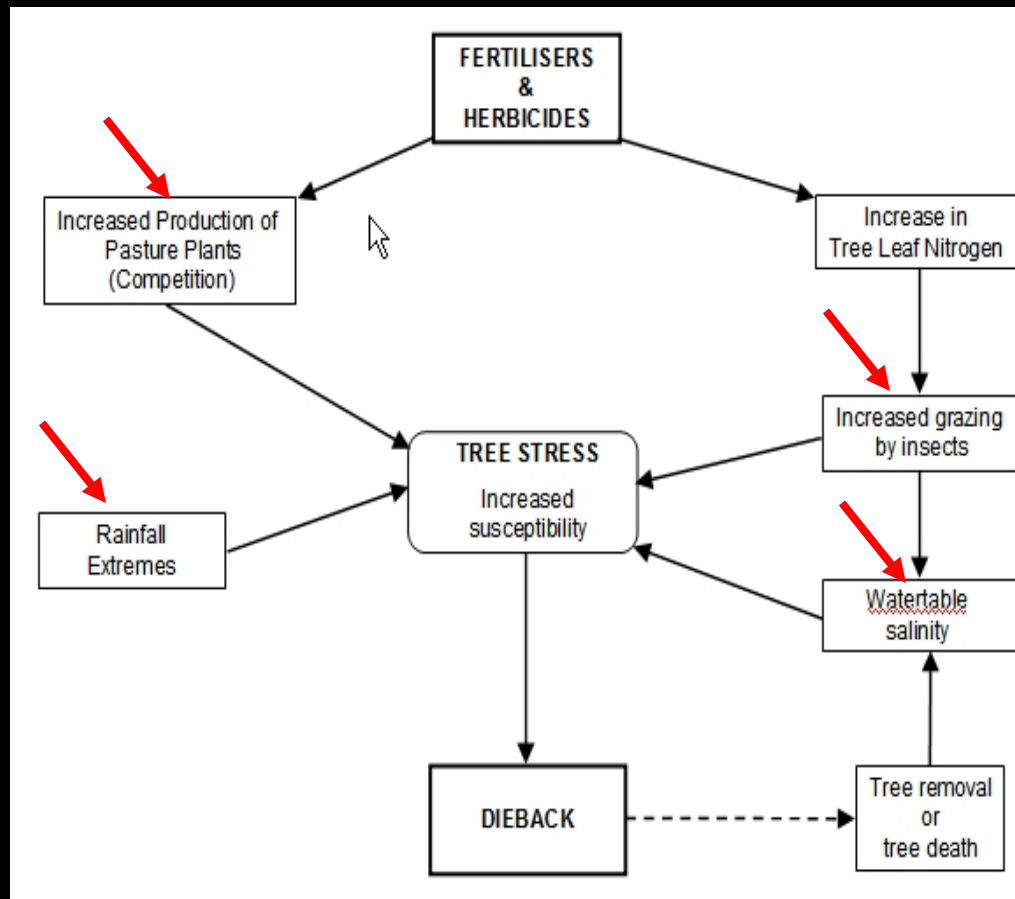 FERTILISERS
&
HERBICIDES
Increased Production of
Pasture Plants
(Competition)
Increase in
Tree Leaf Nitrogen
Increased grazing
by insects
TREE STRESS
Increased
susceptibility
Rainfall
Extremes
Watertable
salinity
DIEBACK
Tree removal
or
tree death